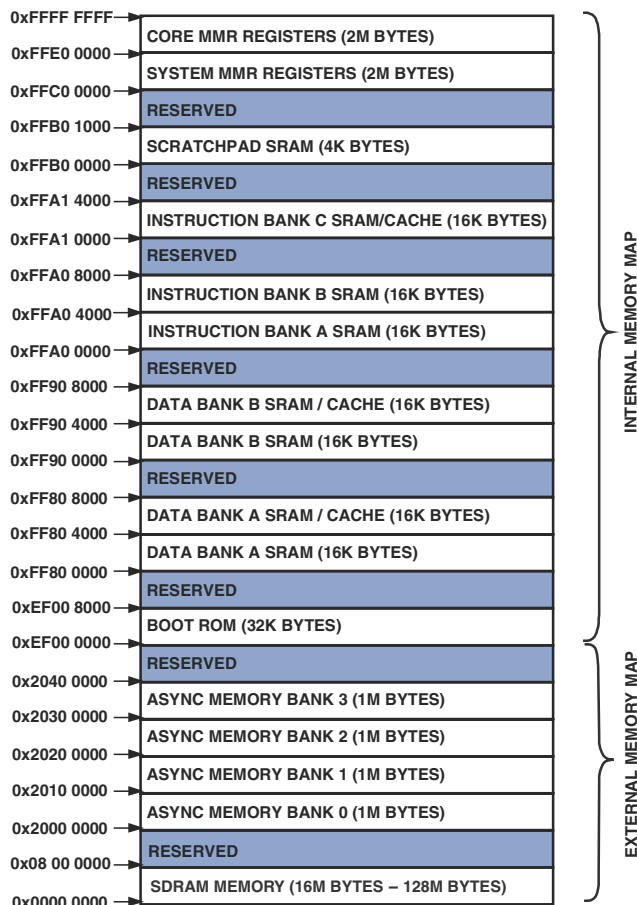 0xFFFF FFFF
CORE MMR REGISTERS (2M BYTES)
0xFFE0 0000
SYSTEM MMR REGISTERS (2M BYTES)
0xFFC0 0000
RESERVED
0xFFB0 1000
SCRATCHPAD SRAM (4K BYTES)
0xFFB0 0000
RESERVED
0xFFA1 4000
INSTRUCTION BANK C SRAM/CACHE (16K BYTES)
0xFFA1 0000
RESERVED
0xFFA0 8000
INSTRUCTION BANK B SRAM (16K BYTES)
0xFFA0 4000
INSTRUCTION BANK A SRAM (16K BYTES)
0xFFA0 0000
RESERVED
0xFF90 8000
DATA BANK B SRAM / CACHE (16K BYTES)
0xFF90 4000
DATA BANK B SRAM (16K BYTES)
0xFF90 0000
RESERVED
0xFF80 8000
DATA BANK A SRAM / CACHE (16K BYTES)
0xFF80 4000
DATA BANK A SRAM (16K BYTES)
0xFF80 0000
RESERVED
0xEF00 8000
BOOT ROM (32K BYTES)
0xEF00 0000
RESERVED
0x2040 0000
ASYNC MEMORY BANK 3 (1M BYTES)
0x2030 0000
ASYNC MEMORY BANK 2 (1M BYTES)
0x2020 0000
ASYNC MEMORY BANK 1 (1M BYTES)
0x2010 0000
ASYNC MEMORY BANK 0 (1M BYTES)
0x2000 0000
RESERVED
0x08 00 0000
SDRAM MEMORY (16M BYTES – 128M BYTES)
0x0000 0000
INTERNAL MEMORY MAP
EXTERNAL MEMORY MAP